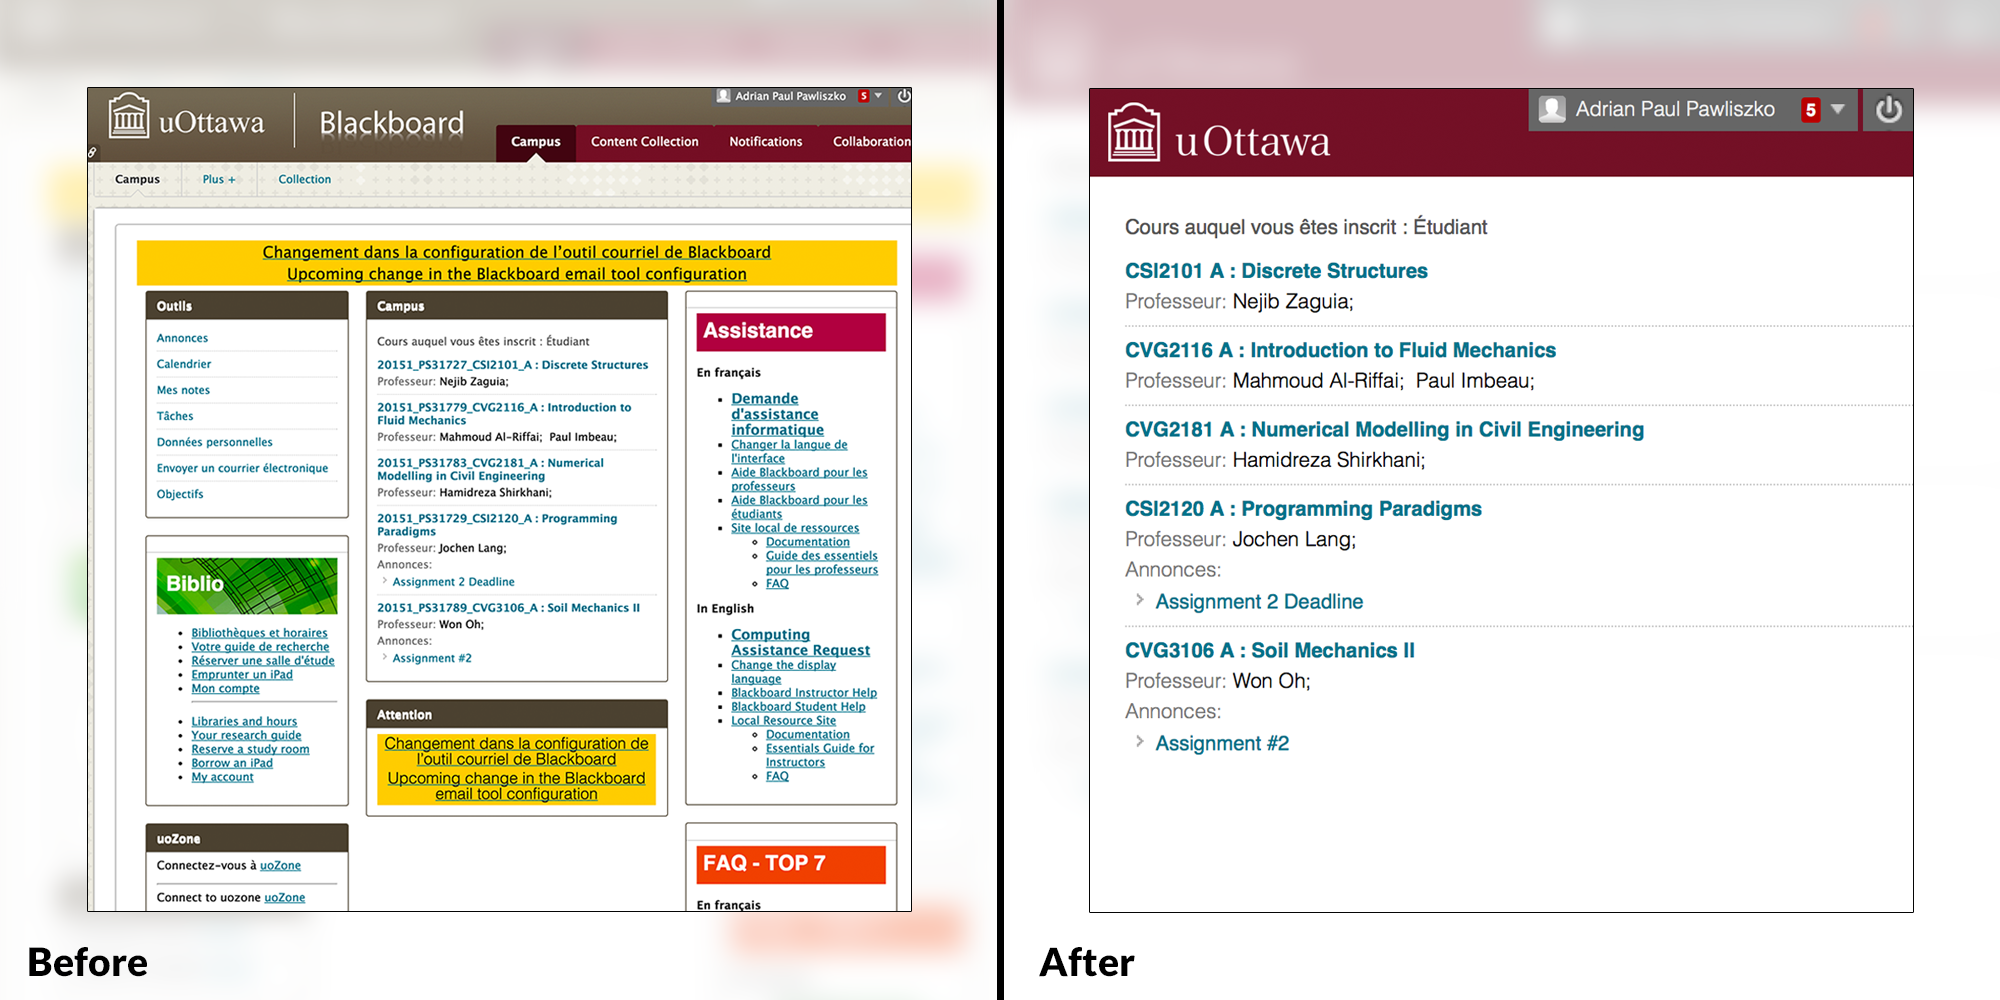 uOttawa
Blackboard
Adrian Paul Pawliszko 5
Campus Content Collection Notifications Collaboration
Campus Plus + Collection
Changement dans la configuration de l'outil courriel de Blackboard
Upcoming change in the Blackboard email tool configuration
Outils
Annonces
Calendrier
Mes notes
Tâches
Données personnelles
Envoyer un courrier électronique
Objectifs
Biblio
Bibliothèques et horaires
Votre guide de recherche
Réserver une salle d'étude
Emprunter un iPad
Mon compte
Libraries and hours
Your research guide
Reserve a study room
Borrow an iPad
My account
uoZone
Connectez-vous à uoZone
Connect to uozone uoZone
Campus
Cours auquel vous êtes inscrit : Étudiant
20151_PS31727_CSI2101_A : Discrete Structures
Professeur: Nejib Zaguia;
20151_PS31779_CVG2116_A : Introduction to
Fluid Mechanics
Professeur: Mahmoud Al-Riffai; Paul Imbeau;
20151_PS31783_CVG2181_A : Numerical
Modelling in Civil Engineering
Professeur: Hamidreza Shirkhani;
20151_PS31729_CSI2120_A : Programming
Paradigms
Professeur: Jochen Lang;
Annonces:
Assignment 2 Deadline
20151_PS31789_CVG3106_A : Soil Mechanics II
Professeur: Won Oh;
Annonces:
Assignment #2
Attention
Changement dans la configuration de
l'outil courriel de Blackboard
Upcoming change in the Blackboard
email tool configuration
Assistance
En français
Demande
d'assistance
informatique
Changer la langue de
l'interface
Aide Blackboard pour les
professeurs
Aide Blackboard pour les
étudiants
Site local de ressources
Documentation
Guide des essentiels
pour les professeurs
FAQ
In English
Computing
Assistance Request
Change the display
language
Blackboard Instructor Help
Blackboard Student Help
Local Resource Site
Documentation
Essentials Guide for
Instructors
FAQ
FAQ - TOP 7
En français
Before
uOttawa
Adrian Paul Pawliszko 5
Cours auquel vous êtes inscrit : Étudiant
CSI2101 A : Discrete Structures
Professeur: Nejib Zaguia;
CVG2116 A : Introduction to Fluid Mechanics
Professeur: Mahmoud Al-Riffai; Paul Imbeau;
CVG2181 A : Numerical Modelling in Civil Engineering
Professeur: Hamidreza Shirkhani;
CSI2120 A : Programming Paradigms
Professeur: Jochen Lang;
Annonces:
Assignment 2 Deadline
CVG3106 A : Soil Mechanics II
Professeur: Won Oh;
Annonces:
Assignment #2
After